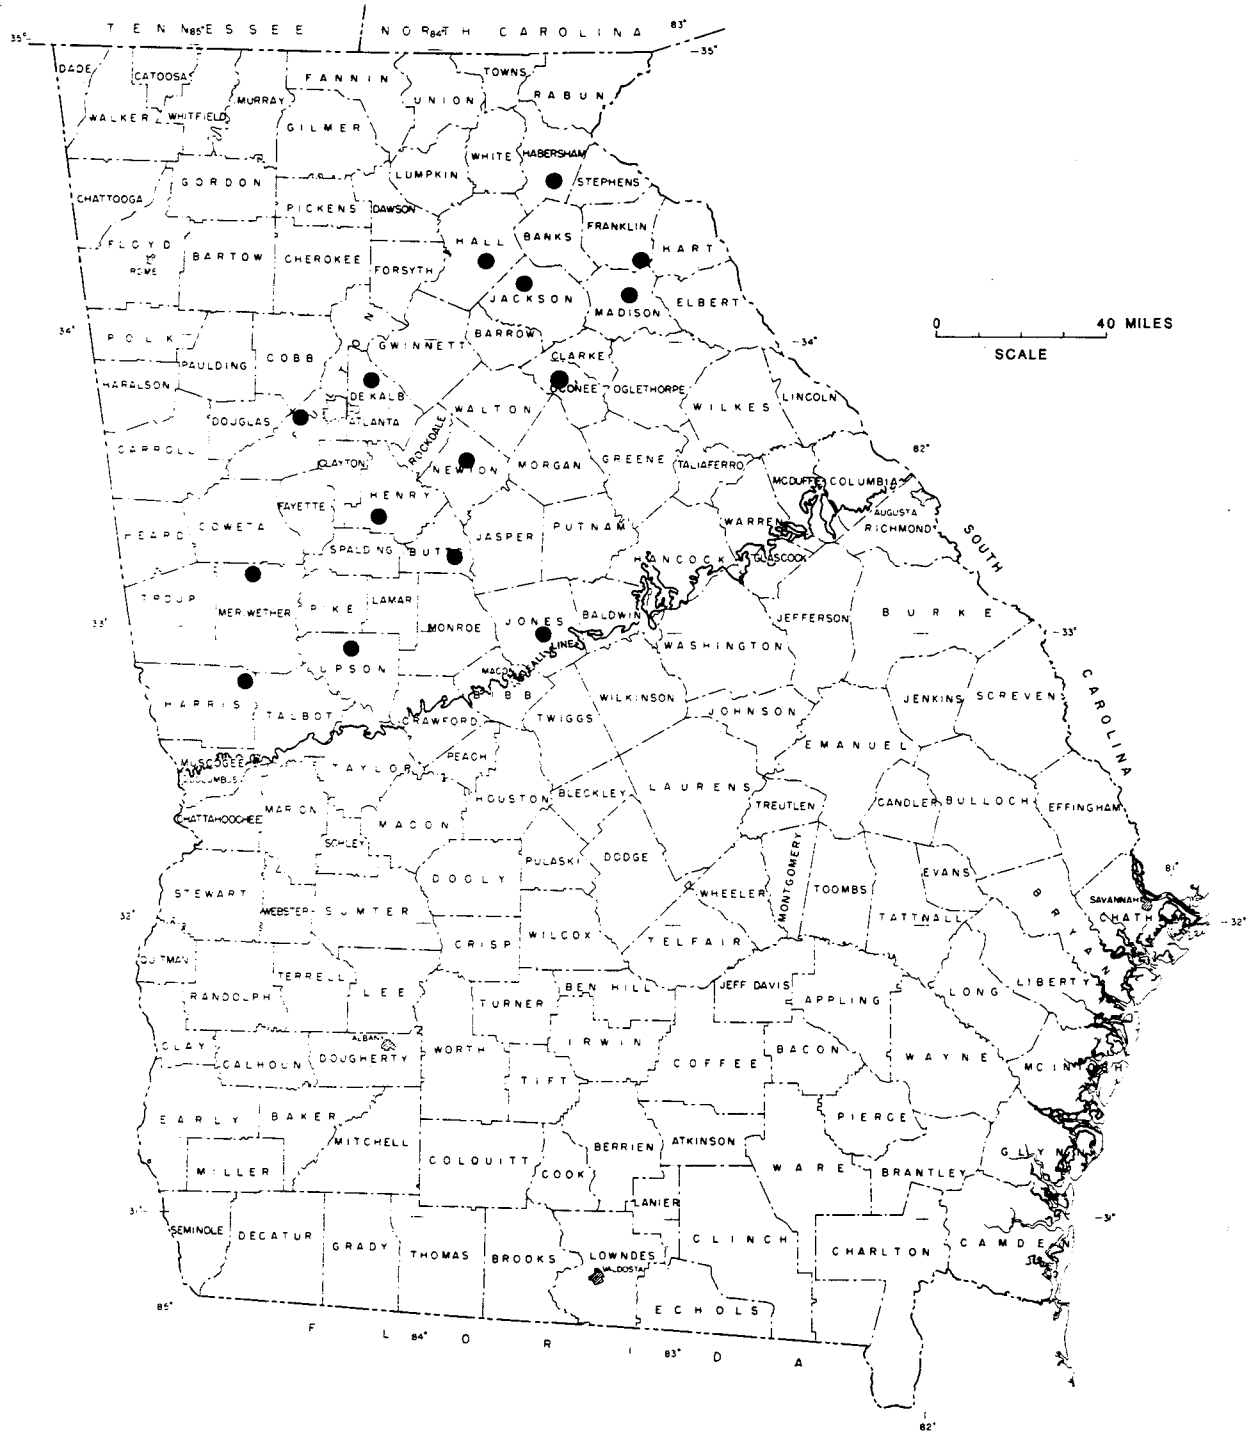 TENNESSEE
NORTH CAROLINA
83°
35°
85°
84°
35°
DADE
CATOOSA
FANNIN
TOWNS
UNION
RABUN
MURRAY
WALKER
WHITFIELD
GILMER
WHITE
HABERSHAM
LUMPKIN
STEPHENS
GORDON
CHATTOOGA
PICKENS
DAWSON
FRANKLIN
HALL
BANKS
HART
FLOYD
ROME
BARTOW
CHEROKEE
FORSYTH
JACKSON
MADISON
ELBERT
34°
0 40 MILES
SCALE
POLK
COBB
GWINNETT
BARROW
34°
PAULDING
CLARKE
HARALSON
OCONEE
OGLETHORPE
DE KALB
LINCOLN
WALTON
WILKES
DOUGLAS
ATLANTA
CARROLL
ROCKDALE
82°
CLAYTON
NEWTON
MORGAN
GREENE
TALIAFERRO
MCDUFFE
COLUMBIA
HENRY
FAYETTE
AUGUSTA
COWETA
WARREN
RICHMOND
HEARD
PUTNAM
JASPER
SOUTH
SPALDING
BUTTS
HANCOCK
GLASCOCK
TROUP
MERIWETHER
PIKE
LAMAR
BURKE
33°
MONROE
JONES
BALDWIN
JEFFERSON
33°
FALL LINE
WASHINGTON
UPSON
MACON
BIBB
CAROLINA
HARRIS
TALBOT
CRAWFORD
TWIGGS
WILKINSON
JOHNSON
JENKINS
SCREVEN
EMANUEL
PEACH
MUSCOGEE
COLUMBUS
TAYLOR
HOUSTON
BLECKLEY
LAURENS
TREUTLEN
CANDLER
BULLOCH
EFFINGHAM
MARION
CHATTAHOOCHEE
MACON
SCHLEY
PULASKI
DODGE
MONTGOMERY
81°
DOOLY
EVANS
STEWART
WHEELER
TOOMBS
SAVANNAH
WEBSTER
SUMTER
TATTNALL
BRYAN
CHATHAM
32°
32°
CRISP
WILCOX
TELFAIR
QUITMAN
TERRELL
BEN HILL
JEFF DAVIS
LIBERTY
RANDOLPH
LEE
TURNER
APPLING
LONG
ALBANY
CLAY
CALHOUN
DOUGHERTY
WORTH
IRWIN
COFFEE
BACON
WAYNE
MCINTOSH
TIFT
EARLY
BAKER
PIERCE
MITCHELL
BERRIEN
ATKINSON
GLYNN
MILLER
COLQUITT
COOK
WARE
BRANTLEY
LANIER
31°
31°
SEMINOLE
DECATUR
GRADY
THOMAS
BROOKS
LOWNDES
CLINCH
CHARLTON
CAMDEN
VALDOSTA
85°
ECHOLS
FLORIDA
84°
83°
82°